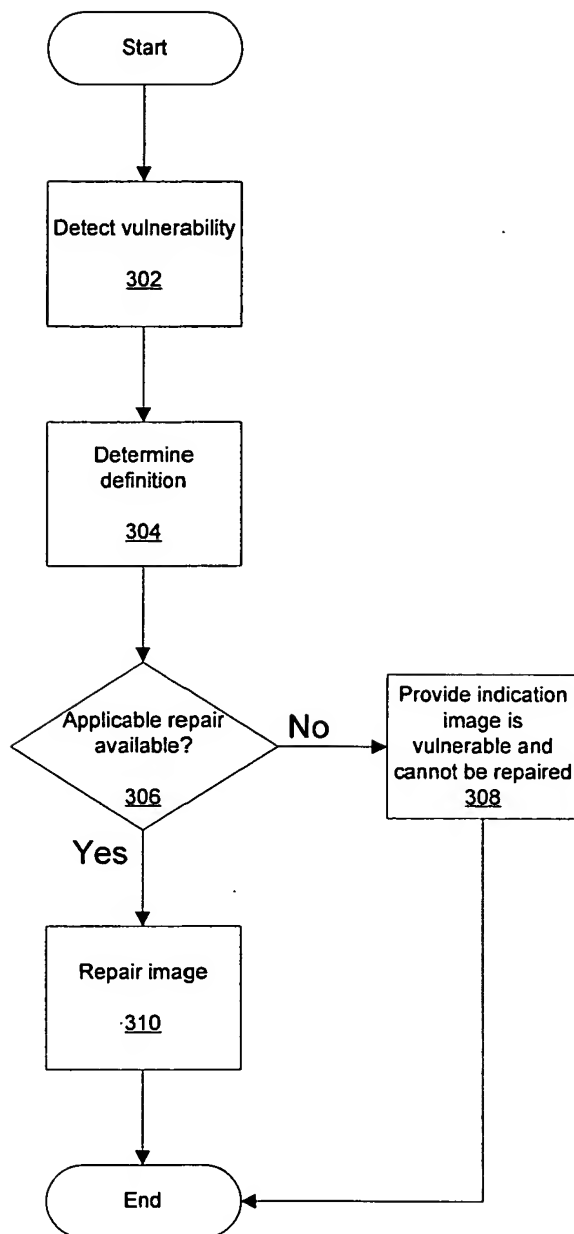 Start
Detect vulnerability
302
Determine
definition
304
Applicable repair
available?
306
No
Provide indication
image is
vulnerable and
cannot be repaired
308
Yes
Repair image
310
End